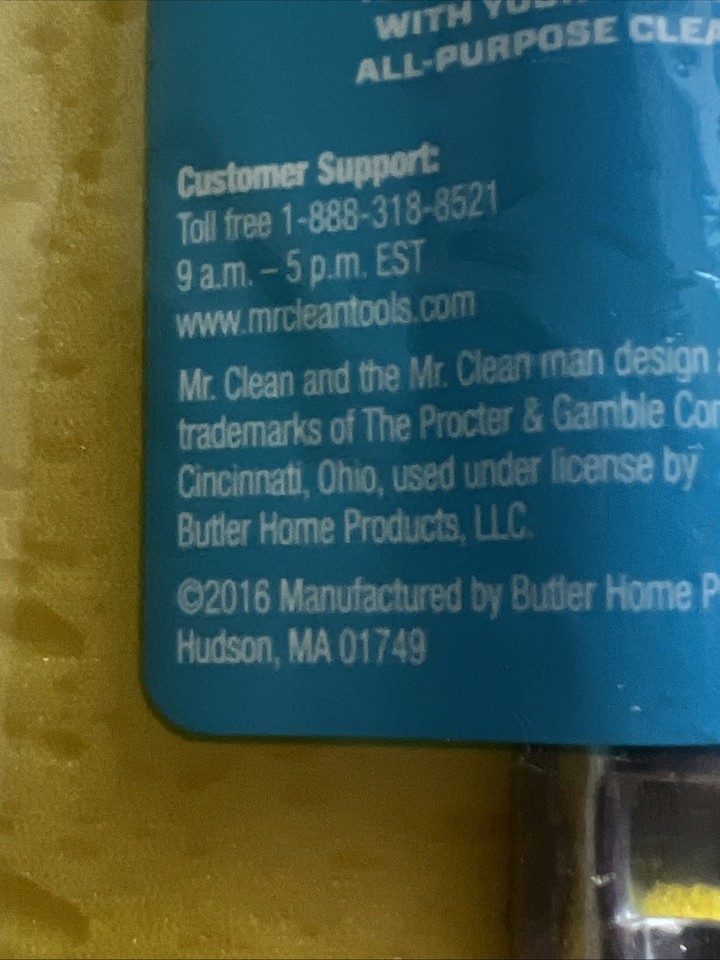 WITH
ALL-PURPOSE
Customer Support:
Toll free 1-888-318-8521
9 a.m. – 5 p.m. EST
www.mrcleantools.com
Mr. Clean and the Mr. Clean man design
trademarks of The Procter & Gamble
Cincinnati, Ohio, used under license by
Butler Home Products, LLC.
©2016 Manufactured by Butler Home
Hudson, MA 01749